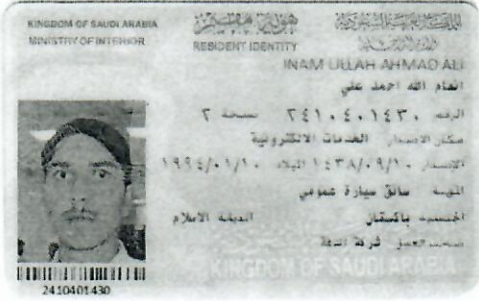 KINGDOM OF SAUDI ARABIA
MINISTRY OF INTERIOR
هوية مقيم
RESIDENT IDENTITY
INAM ULLAH AHMAD ALI
انعام الله احمد علي
الرقم ٢٤١٠٤٠١٤٣٠ نسخة ٢
مكان الاصدار الخدمات الالكترونية
الاصدار ١٤٣٨/٠٩/١٠ الميلاد ١٩٩٤/٠١/١٠
المهنة سائق سيارة عمومي
الجنسية باكستان الديانة الاسلام
صاحب العمل شركة
KINGDOM OF SAUDI ARABIA
2410401430